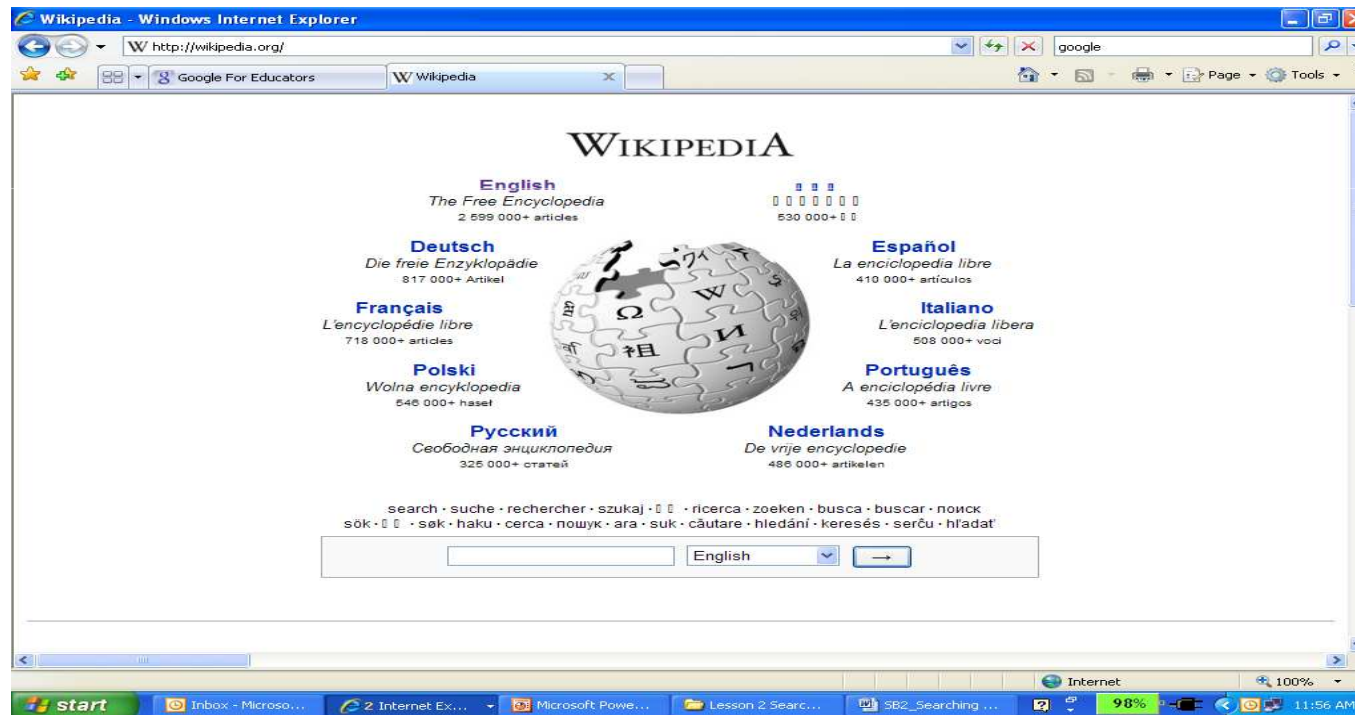 Wikipedia - Windows Internet Explorer
http://wikipedia.org/
google
Google For Educators
Wikipedia
Page
Tools
WIKIPEDIA
English
The Free Encyclopedia
2 599 000+ articles
530 000+
Deutsch
Die freie Enzyklopädie
817 000+ Artikel
Español
La enciclopedia libre
410 000+ artículos
Français
L'encyclopédie libre
718 000+ articles
Italiano
L'enciclopedia libera
508 000+ voci
Polski
Wolna encyklopedia
546 000+ haseł
Português
A enciclopédia livre
435 000+ artigos
Русский
Свободная энциклопедия
325 000+ статей
Nederlands
De vrije encyclopedie
486 000+ artikelen
search · suche · rechercher · szukaj · ricerca · zoeken · busca · buscar · поиск
sök · søk · haku · cerca · пошук · ara · suk · căutare · hledání · keresés · serĉu · hľadať
English
→
Internet
100%
start
Inbox - Microso...
2 Internet Ex...
Microsoft Powe...
Lesson 2 Searc...
SB2_Searching ...
98%
11:56 AM